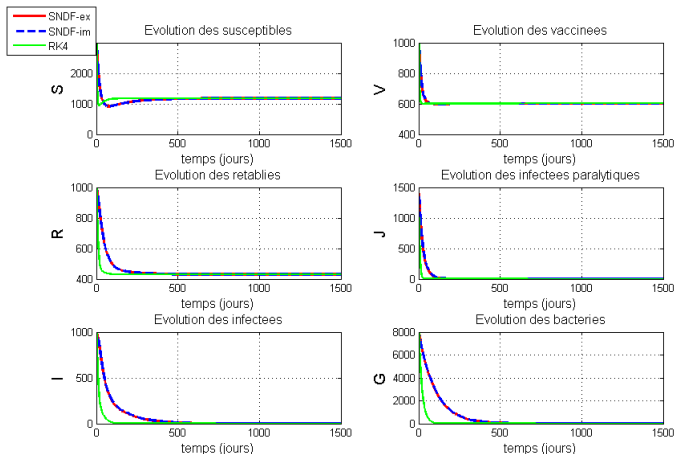 SNDF-ex
SNDF-im
RK4
Evolution des susceptibles
3000
2000
1000
0
S
0 500 1000 1500
temps (jours)
Evolution des vaccinees
1000
800
600
400
V
0 500 1000 1500
temps (jours)
Evolution des retablies
1000
800
600
400
R
0 500 1000 1500
temps (jours)
Evolution des infectees paralytiques
1500
1000
500
0
J
0 500 1000 1500
temps (jours)
Evolution des infectees
1000
500
0
I
0 500 1000 1500
temps (jours)
Evolution des bacteries
8000
6000
4000
2000
0
G
0 500 1000 1500
temps (jours)